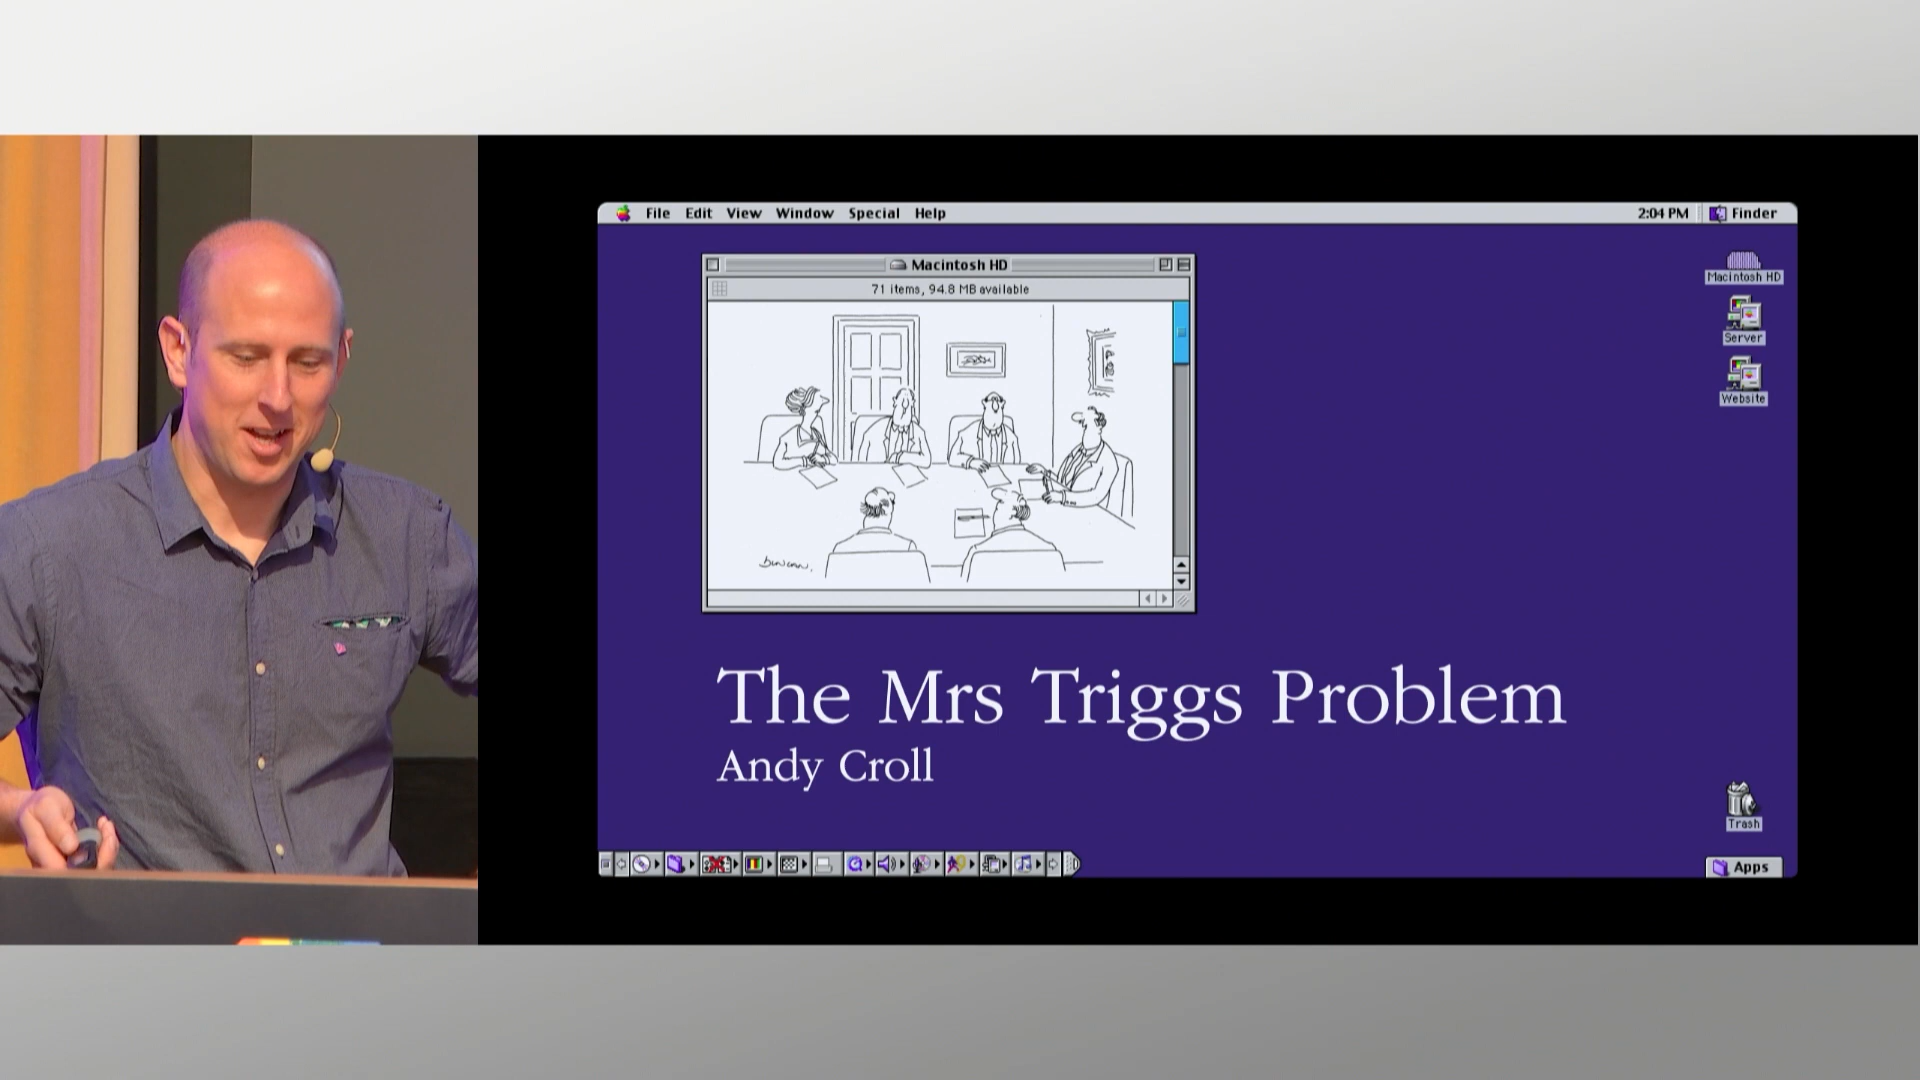 File Edit View Window Special Help
2:04 PM Finder
Macintosh HD
71 items, 94.8 MB available
Macintosh HD
Server
Website
Duncan.
The Mrs Triggs Problem
Andy Croll
Trash
Apps